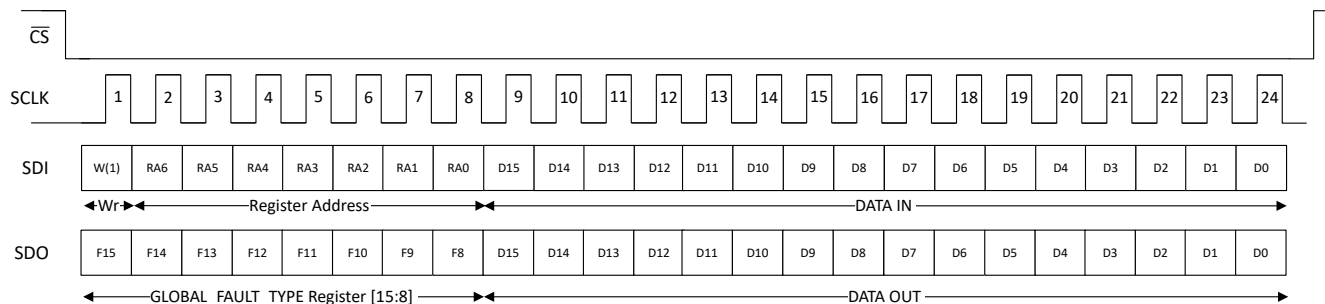 CS
SCLK 1 2 3 4 5 6 7 8 9 10 11 12 13 14 15 16 17 18 19 20 21 22 23 24
SDI W(1) RA6 RA5 RA4 RA3 RA2 RA1 RA0 D15 D14 D13 D12 D11 D10 D9 D8 D7 D6 D5 D4 D3 D2 D1 D0
Wr Register Address DATA IN
SDO F15 F14 F13 F12 F11 F10 F9 F8 D15 D14 D13 D12 D11 D10 D9 D8 D7 D6 D5 D4 D3 D2 D1 D0
GLOBAL_FAULT_TYPE Register [15:8] DATA OUT